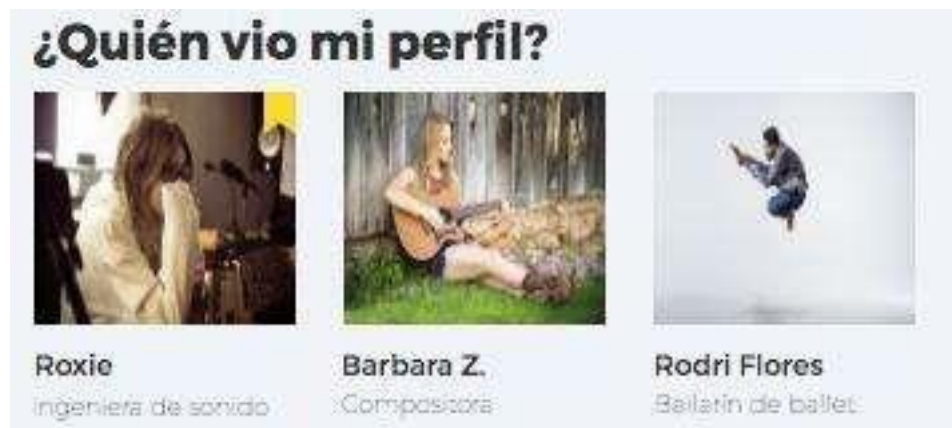 ¿Quién vio mi perfil?
Roxie
Barbara Z.
Rodri Flores
Ingeniera de sonido
Compositora
Bailarín de ballet